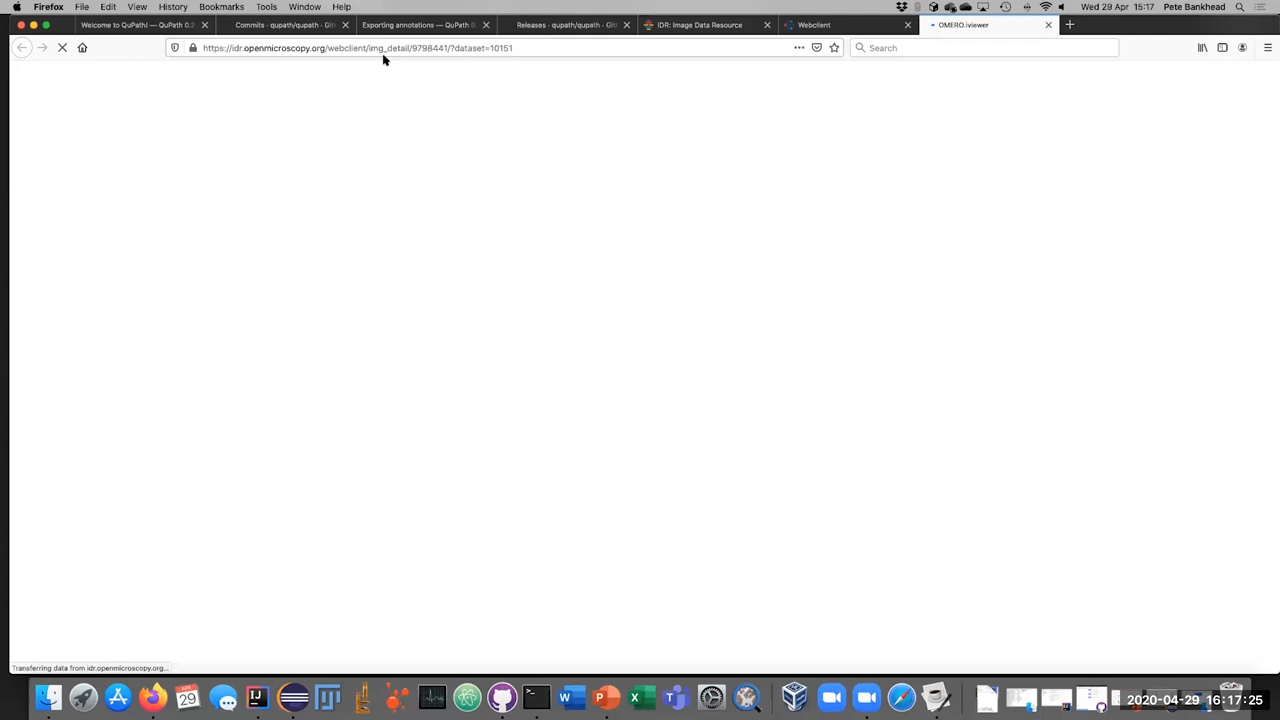 Firefox File Edit View History Bookmarks Tools Window Help Wed 29 Apr 15:17 Pete Bankhead
Welcome to QuPath! — QuPath 0.2 Commits · qupath/qupath · Git Exporting annotations — QuPath 0 Releases · qupath/qupath · Git IDR: Image Data Resource Webclient OMERO.iviewer
https://idr.openmicroscopy.org/webclient/img_detail/9798441/?dataset=10151 Search
Transferring data from idr.openmicroscopy.org...
29
2020-04-29 16:17:25